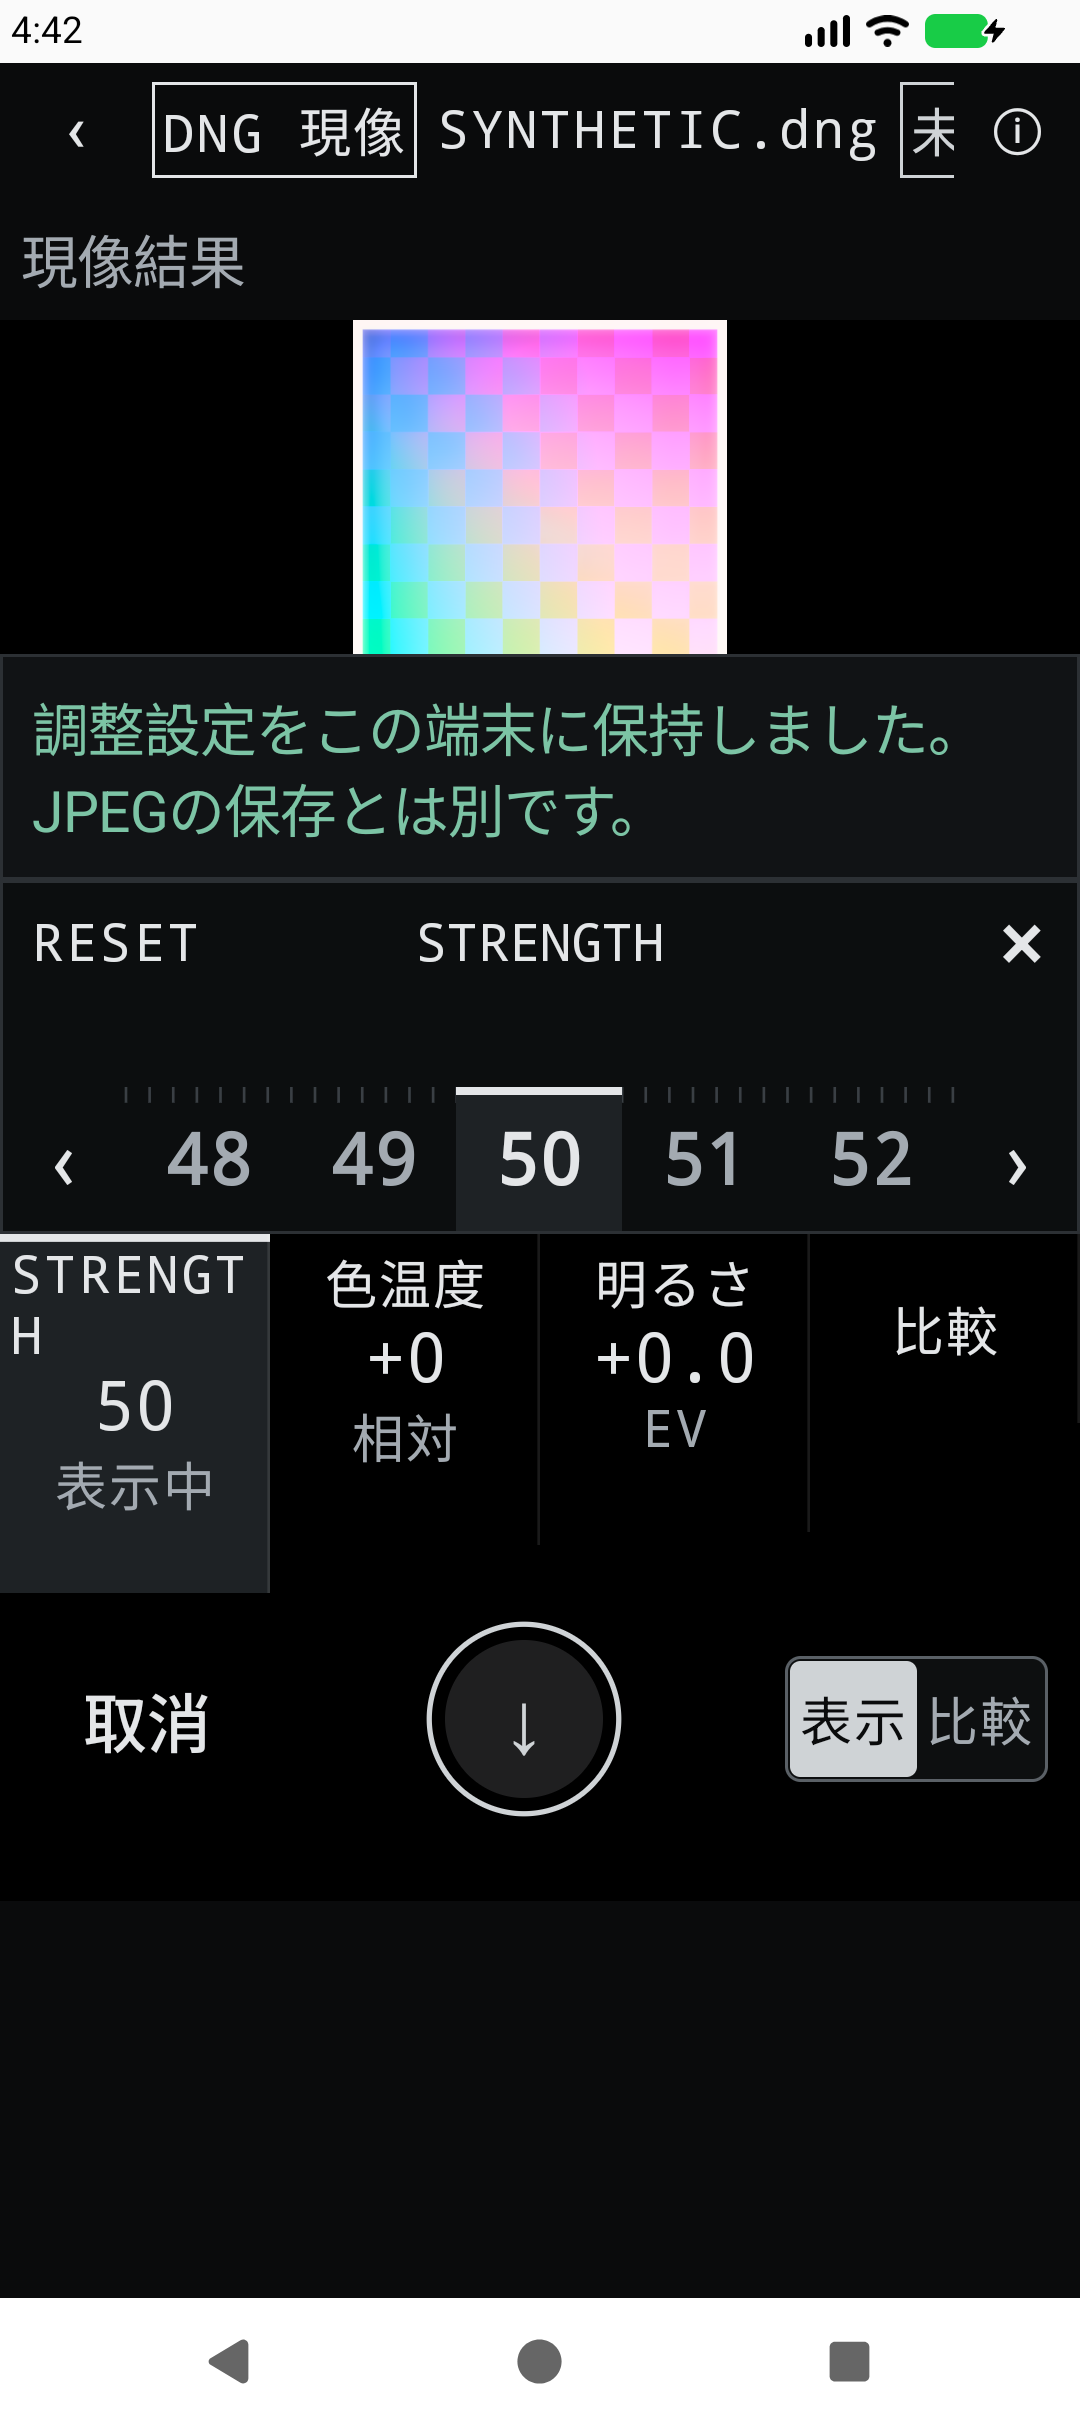 4:42
‹ DNG 現像 SYNTHETIC.dng 未 ⓘ
現像結果
調整設定をこの端末に保持しました。
JPEGの保存とは別です。
RESET STRENGTH ×
‹ 48 49 50 51 52 ›
STRENGT
H
50
表示中
色温度
+0
相対
明るさ
+0.0
EV
比較
取消 ↓ 表示 比較